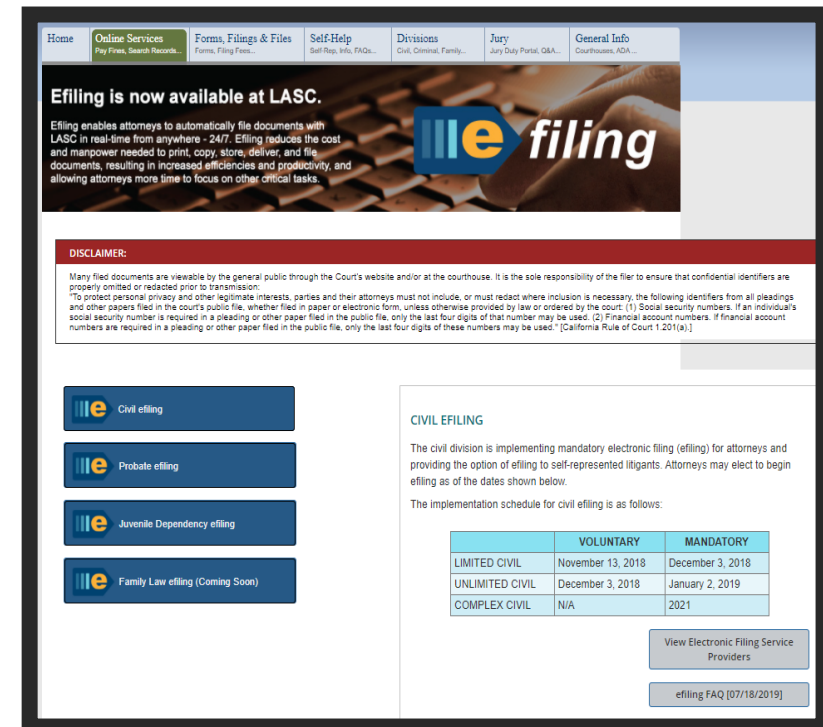 Home
Online Services
Pay Fines, Search Records...
Forms, Filings & Files
Forms, Filing Fees...
Self-Help
Self-Rep, Info, FAQs...
Divisions
Civil, Criminal, Family...
Jury
Jury Duty Portal, Q&A...
General Info
Courthouses, ADA ...
Efiling is now available at LASC.
Efiling enables attorneys to automatically file documents with
LASC in real-time from anywhere - 24/7. Efiling reduces the cost
and manpower needed to print, copy, store, deliver, and file
documents, resulting in increased efficiencies and productivity, and
allowing attorneys more time to focus on other critical tasks.
e filing
DISCLAIMER:
Many filed documents are viewable by the general public through the Court's website and/or at the courthouse. It is the sole responsibility of the filer to ensure that confidential identifiers are
properly omitted or redacted prior to transmission:
"To protect personal privacy and other legitimate interests, parties and their attorneys must not include, or must redact where inclusion is necessary, the following identifiers from all pleadings
and other papers filed in the court's public file, whether filed in paper or electronic form, unless otherwise provided by law or ordered by the court: (1) Social security numbers. If an individual's
social security number is required in a pleading or other paper filed in the public file, only the last four digits of that number may be used. (2) Financial account numbers. If financial account
numbers are required in a pleading or other paper filed in the public file, only the last four digits of these numbers may be used." [California Rule of Court 1.201(a).]
e Civil efiling
e Probate efiling
e Juvenile Dependency efiling
e Family Law efiling (Coming Soon)
CIVIL EFILING
The civil division is implementing mandatory electronic filing (efiling) for attorneys and
providing the option of efiling to self-represented litigants. Attorneys may elect to begin
efiling as of the dates shown below.
The implementation schedule for civil efiling is as follows:
VOLUNTARY MANDATORY
LIMITED CIVIL November 13, 2018 December 3, 2018
UNLIMITED CIVIL December 3, 2018 January 2, 2019
COMPLEX CIVIL N/A 2021
View Electronic Filing Service
Providers
efiling FAQ [07/18/2019]